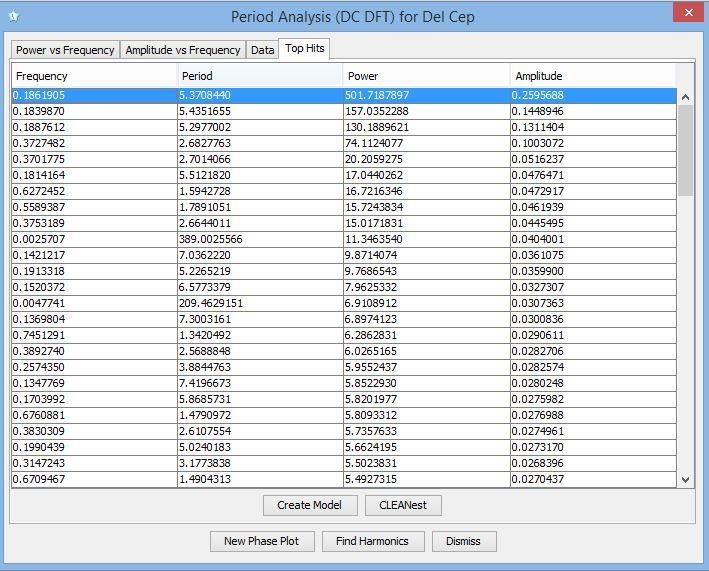 Period Analysis (DC DFT) for Del Cep
Power vs Frequency Amplitude vs Frequency Data Top Hits
Frequency Period Power Amplitude
0.1861905 5.3708440 501.7187897 0.2595688
0.1839870 5.4351655 157.0352288 0.1448946
0.1887612 5.2977002 130.1889621 0.1311404
0.3727482 2.6827763 74.1124077 0.1003072
0.3701775 2.7014066 20.2059275 0.0516237
0.1814164 5.5121820 17.0440262 0.0476471
0.6272452 1.5942728 16.7216346 0.0472917
0.5589387 1.7891051 15.7243834 0.0461939
0.3753189 2.6644011 15.0171831 0.0445495
0.0025707 389.0025566 11.3463540 0.0404001
0.1421217 7.0362220 9.8714074 0.0361075
0.1913318 5.2265219 9.7686543 0.0359900
0.1520372 6.5773379 7.9625332 0.0327307
0.0047741 209.4629151 6.9108912 0.0307363
0.1369804 7.3003161 6.8974123 0.0300836
0.7451291 1.3420492 6.2862831 0.0290611
0.3892740 2.5688848 6.0265165 0.0282706
0.2574350 3.8844763 5.9552437 0.0282574
0.1347769 7.4196673 5.8522930 0.0280248
0.1703992 5.8685731 5.8201977 0.0275982
0.6760881 1.4790972 5.8093312 0.0276988
0.3830309 2.6107554 5.7357633 0.0274961
0.1990439 5.0240183 5.6624195 0.0273170
0.3147243 3.1773838 5.5023831 0.0268396
0.6709467 1.4904313 5.4927315 0.0270437
Create Model CLEANest
New Phase Plot Find Harmonics Dismiss